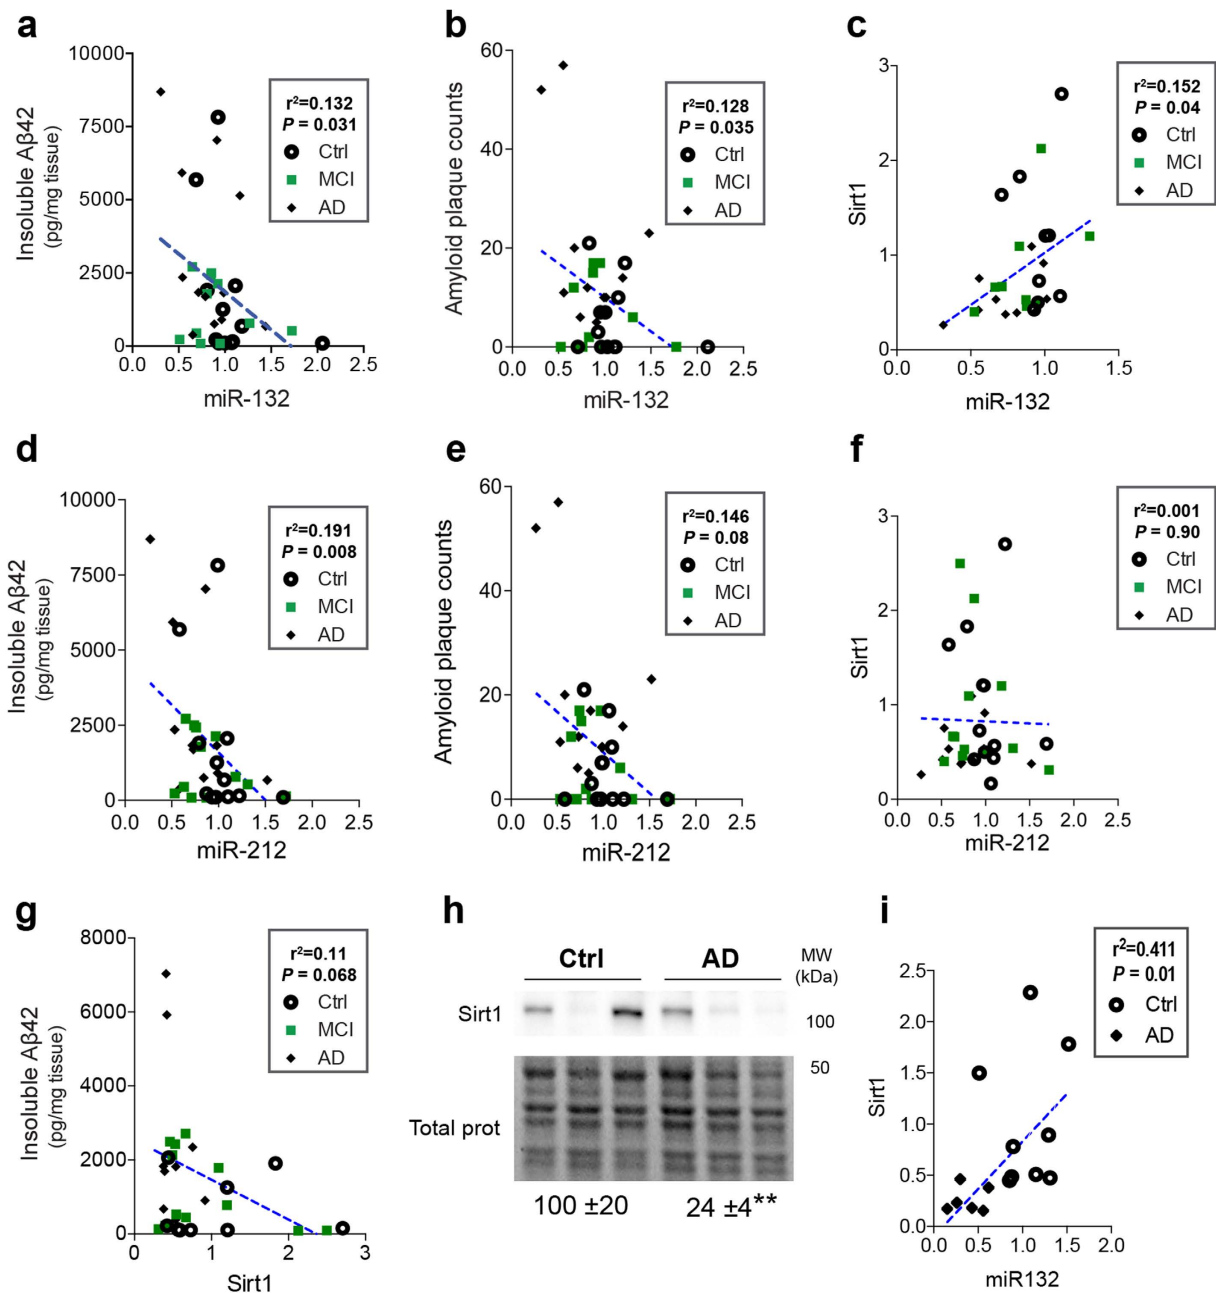 a
10000
7500
5000
2500
0
Insoluble Aβ42
(pg/mg tissue)
r²=0.132
P = 0.031
Ctrl
MCI
AD
0.0 0.5 1.0 1.5 2.0 2.5
miR-132
b
60
40
20
0
Amyloid plaque counts
r²=0.128
P = 0.035
Ctrl
MCI
AD
0.0 0.5 1.0 1.5 2.0 2.5
miR-132
c
3
2
1
0
Sirt1
r²=0.152
P = 0.04
Ctrl
MCI
AD
0.0 0.5 1.0 1.5
miR-132
d
10000
7500
5000
2500
0
Insoluble Aβ42
(pg/mg tissue)
r²=0.191
P = 0.008
Ctrl
MCI
AD
0.0 0.5 1.0 1.5 2.0 2.5
miR-212
e
60
40
20
0
Amyloid plaque counts
r²=0.146
P = 0.08
Ctrl
MCI
AD
0.0 0.5 1.0 1.5 2.0 2.5
miR-212
f
3
2
1
0
Sirt1
r²=0.001
P = 0.90
Ctrl
MCI
AD
0.0 0.5 1.0 1.5 2.0 2.5
miR-212
g
8000
6000
4000
2000
0
Insoluble Aβ42
(pg/mg tissue)
r²=0.11
P = 0.068
Ctrl
MCI
AD
0 1 2 3
Sirt1
h
Ctrl AD MW
(kDa)
Sirt1 100
50
Total prot
100 ±20 24 ±4**
i
2.5
2.0
1.5
1.0
0.5
0.0
Sirt1
r²=0.411
P = 0.01
Ctrl
AD
0.0 0.5 1.0 1.5 2.0
miR132